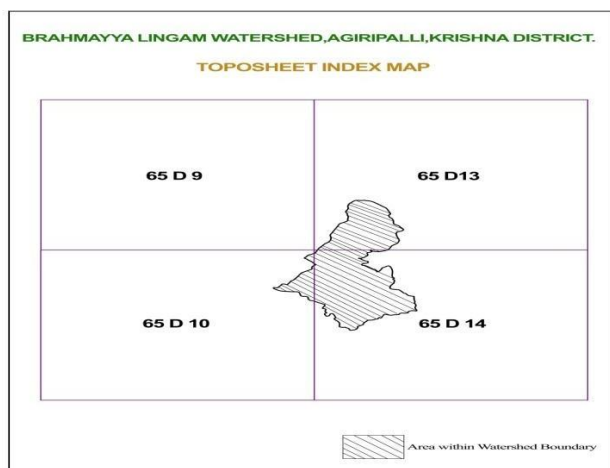 BRAHMAYYA LINGAM WATERSHED,AGIRIPALLI,KRISHNA DISTRICT.
TOPOSHEET INDEX MAP
65 D 9
65 D13
65 D 10
65 D 14
Area within Watershed Boundary